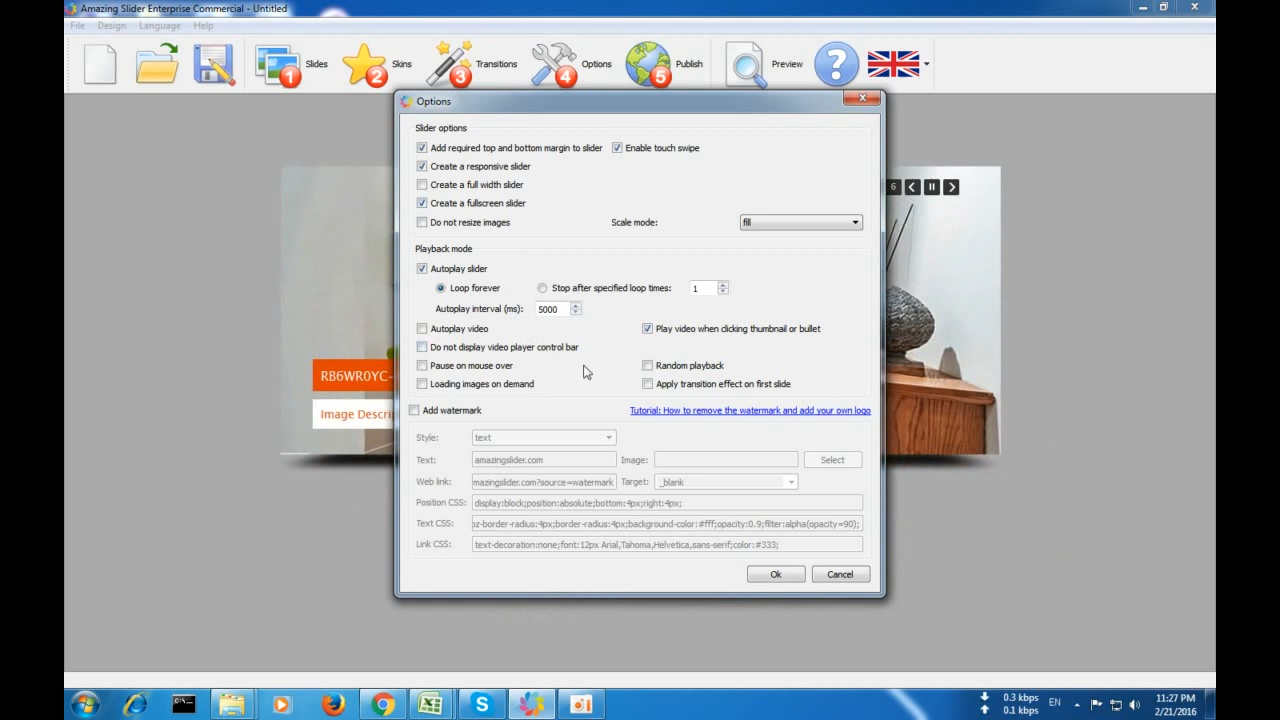 Amazing Slider Enterprise Commercial - Untitled
File Design Language Help
1 Slides 2 Skins 3 Transitions 4 Options 5 Publish Preview ?
Options
Slider options
Add required top and bottom margin to slider Enable touch swipe
Create a responsive slider
Create a full width slider
6
Create a fullscreen slider
Do not resize images Scale mode: fill
Playback mode
Autoplay slider
Loop forever Stop after specified loop times: 1
Autoplay interval (ms): 5000
Autoplay video Play video when clicking thumbnail or bullet
Do not display video player control bar
Pause on mouse over Random playback
RB6WR0YC-
Loading images on demand Apply transition effect on first slide
Add watermark Tutorial: How to remove the watermark and add your own logo
Image Descri
Style: text
Text: amazingslider.com Image: Select
Web link: mazingslider.com?source=watermark Target: _blank
Position CSS: display:block;position:absolute;bottom:4px;right:4px;
Text CSS: oz-border-radius:4px;border-radius:4px;background-color:#fff;opacity:0.9;filter:alpha(opacity=90);
Link CSS: text-decoration:none;font:12px Arial,Tahoma,Helvetica,sans-serif;color:#333;
Ok Cancel
0.3 kbps
0.1 kbps
EN
11:27 PM
2/21/2016